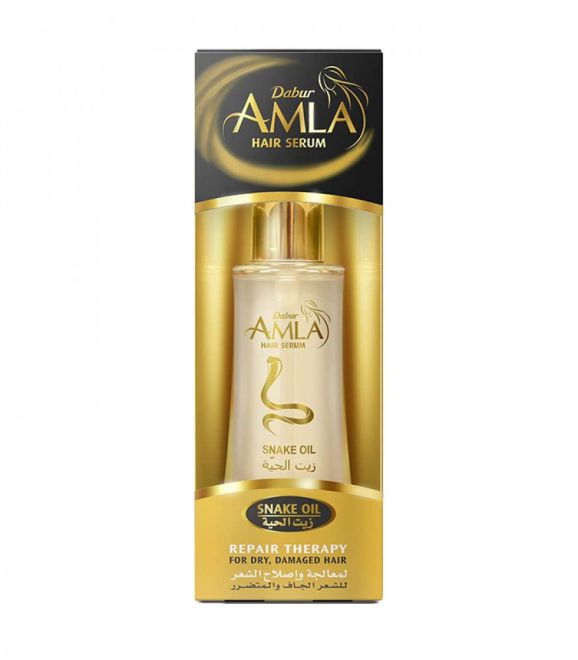 Dabur
AMLA
HAIR SERUM
Dabur
AMLA
HAIR SERUM
SNAKE OIL
زيت الحيّة
SNAKE OIL
زيت الحية
REPAIR THERAPY
FOR DRY, DAMAGED HAIR
لمعالجة وإصلاح الشعر
للشعر الجاف والمتضرر